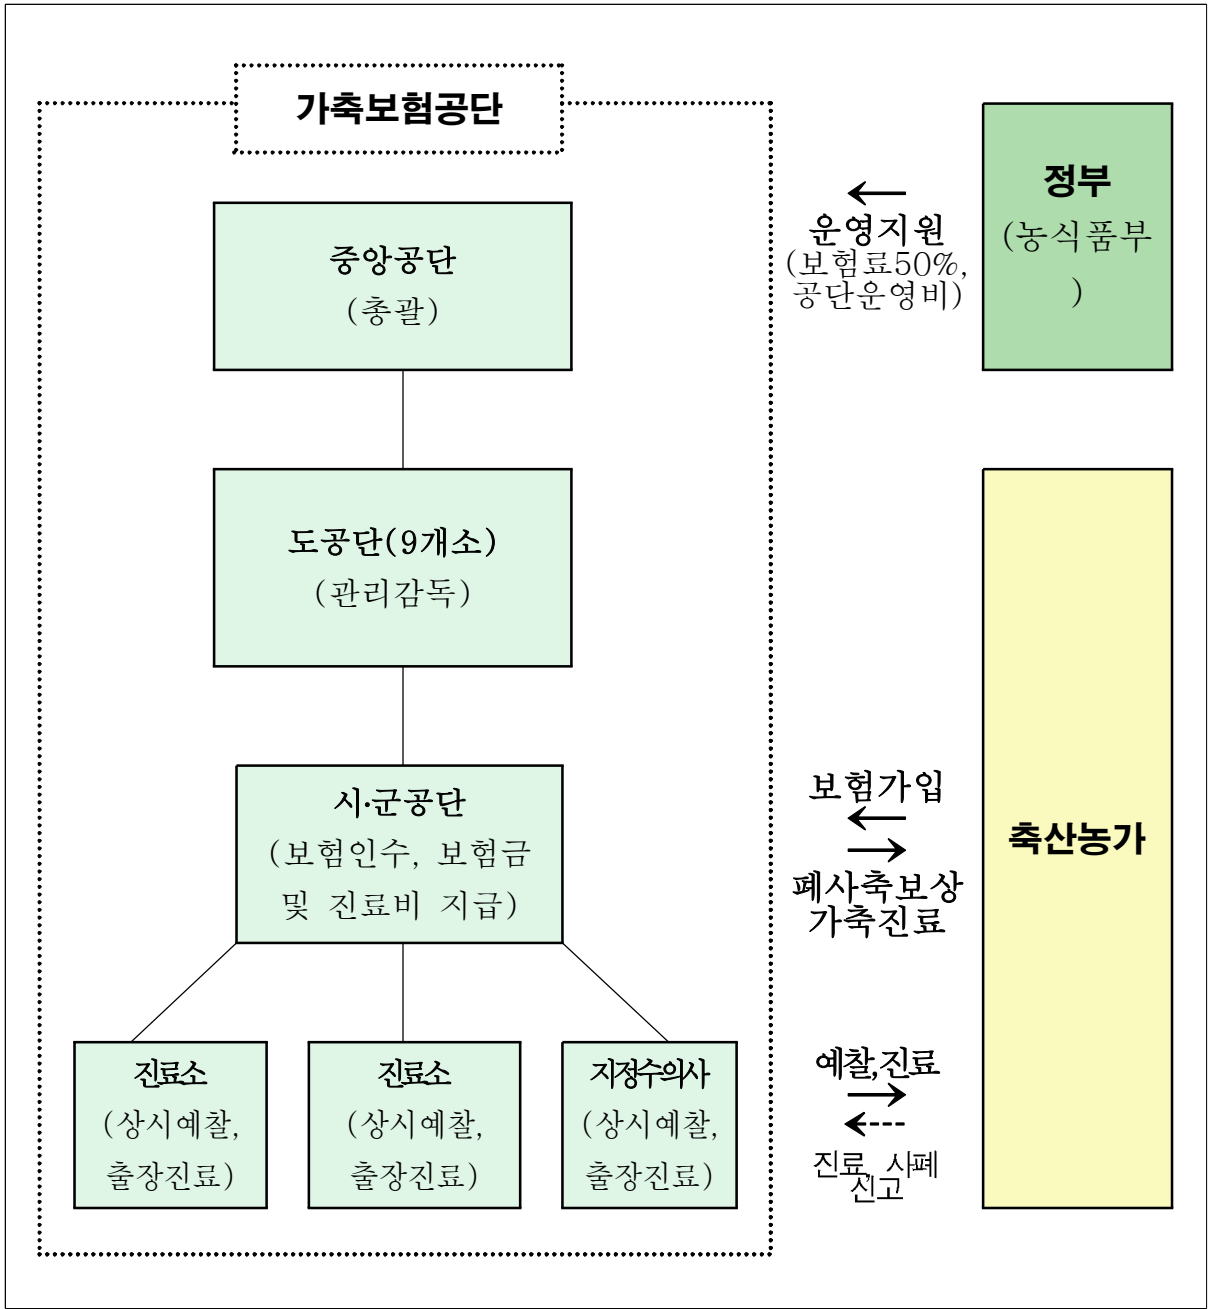 가축보험공단
중앙공단
(총괄)
도공단(9개소)
(관리감독)
시·군공단
(보험인수, 보험금
및 진료비 지급)
진료소
(상시예찰,
출장진료)
진료소
(상시예찰,
출장진료)
지정수의사
(상시예찰,
출장진료)
←
운영지원
(보험료50%,
공단운영비)
정부
(농식품부
)
보험가입
←
→
폐사축보상
가축진료
예찰,진료
→
진료, 사폐
신고
축산농가